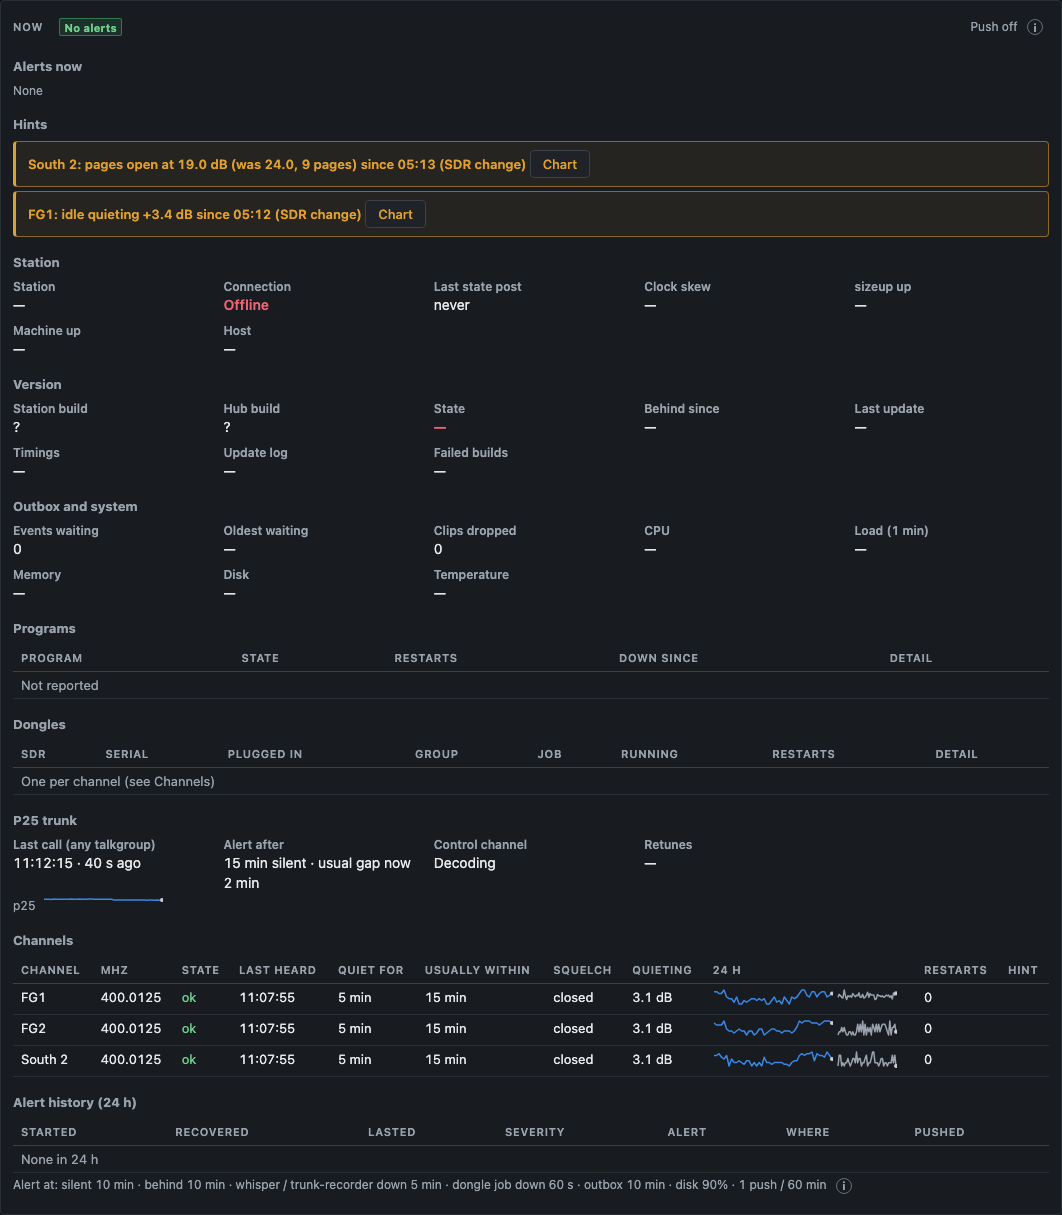 NOW No alerts Push off
Alerts now
None
Hints
South 2: pages open at 19.0 dB (was 24.0, 9 pages) since 05:13 (SDR change) Chart
FG1: idle quieting +3.4 dB since 05:12 (SDR change) Chart
Station
Station Connection Last state post Clock skew sizeup up
— Offline never — —
Machine up Host
— —
Version
Station build Hub build State Behind since Last update
? ? — — —
Timings Update log Failed builds
— — —
Outbox and system
Events waiting Oldest waiting Clips dropped CPU Load (1 min)
0 — 0 — —
Memory Disk Temperature
— — —
Programs
PROGRAM STATE RESTARTS DOWN SINCE DETAIL
Not reported
Dongles
SDR SERIAL PLUGGED IN GROUP JOB RUNNING RESTARTS DETAIL
One per channel (see Channels)
P25 trunk
Last call (any talkgroup) Alert after Control channel Retunes
11:12:15 · 40 s ago 15 min silent · usual gap now Decoding —
2 min
p25
Channels
CHANNEL MHZ STATE LAST HEARD QUIET FOR USUALLY WITHIN SQUELCH QUIETING 24 H RESTARTS HINT
FG1 400.0125 ok 11:07:55 5 min 15 min closed 3.1 dB 0
FG2 400.0125 ok 11:07:55 5 min 15 min closed 3.1 dB 0
South 2 400.0125 ok 11:07:55 5 min 15 min closed 3.1 dB 0
Alert history (24 h)
STARTED RECOVERED LASTED SEVERITY ALERT WHERE PUSHED
None in 24 h
Alert at: silent 10 min · behind 10 min · whisper / trunk-recorder down 5 min · dongle job down 60 s · outbox 10 min · disk 90% · 1 push / 60 min